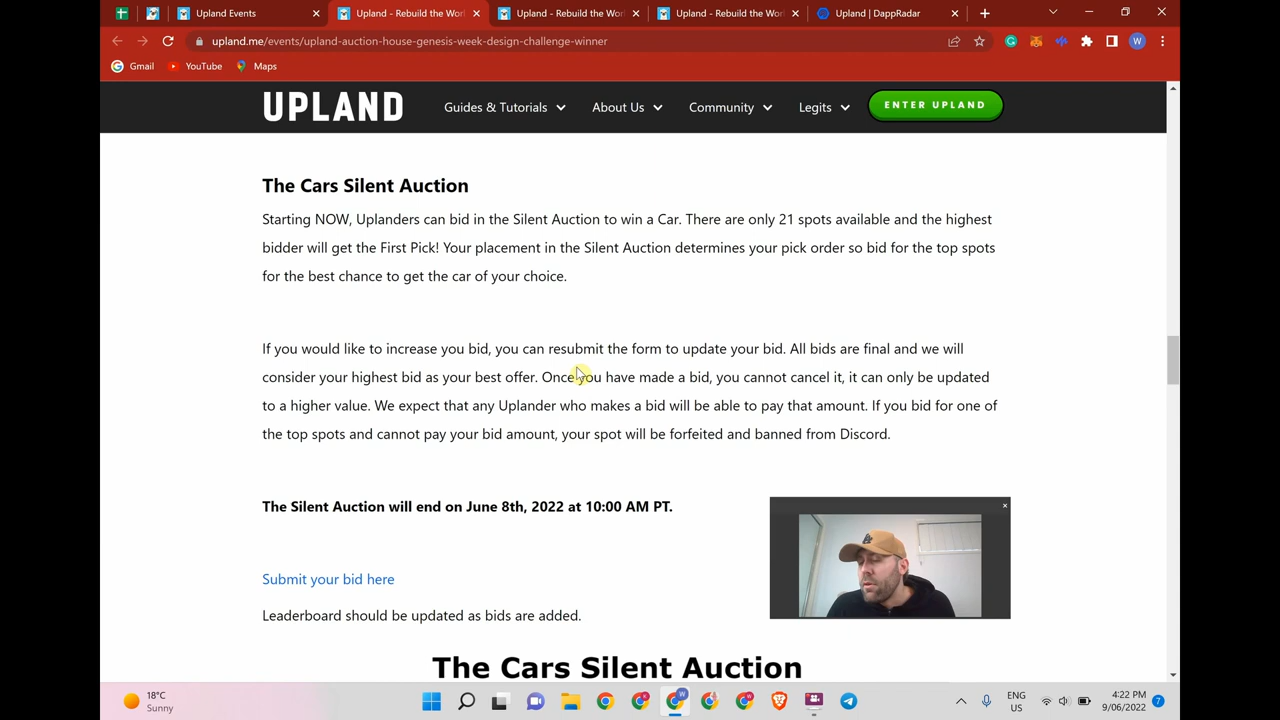 Upland Events
Upland - Rebuild the Worl
Upland - Rebuild the Worl
Upland - Rebuild the Worl
Upland | DappRadar
upland.me/events/upland-auction-house-genesis-week-design-challenge-winner
W
Gmail
YouTube
Maps
UPLAND
Guides & Tutorials
About Us
Community
Legits
ENTER UPLAND
The Cars Silent Auction
Starting NOW, Uplanders can bid in the Silent Auction to win a Car. There are only 21 spots available and the highest
bidder will get the First Pick! Your placement in the Silent Auction determines your pick order so bid for the top spots
for the best chance to get the car of your choice.
If you would like to increase you bid, you can resubmit the form to update your bid. All bids are final and we will
consider your highest bid as your best offer. Once you have made a bid, you cannot cancel it, it can only be updated
to a higher value. We expect that any Uplander who makes a bid will be able to pay that amount. If you bid for one of
the top spots and cannot pay your bid amount, your spot will be forfeited and banned from Discord.
The Silent Auction will end on June 8th, 2022 at 10:00 AM PT.
Submit your bid here
Leaderboard should be updated as bids are added.
The Cars Silent Auction
18°C
Sunny
ENG
US
4:22 PM
9/06/2022
7